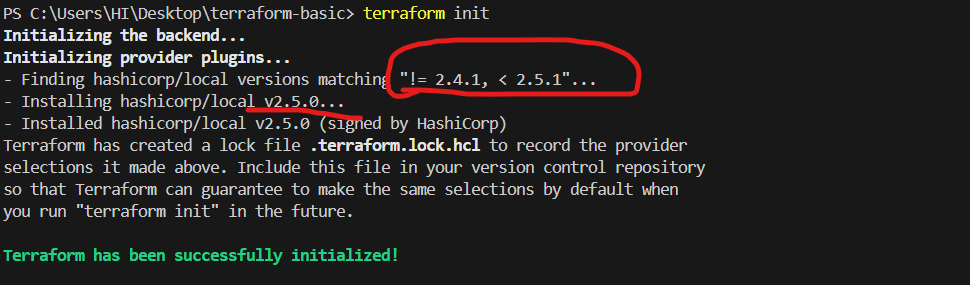 PS C:\Users\HI\Desktop\terraform-basic> terraform init
Initializing the backend...
Initializing provider plugins...
- Finding hashicorp/local versions matching "!= 2.4.1, < 2.5.1"...
- Installing hashicorp/local v2.5.0...
- Installed hashicorp/local v2.5.0 (signed by HashiCorp)
Terraform has created a lock file .terraform.lock.hcl to record the provider
selections it made above. Include this file in your version control repository
so that Terraform can guarantee to make the same selections by default when
you run "terraform init" in the future.
Terraform has been successfully initialized!